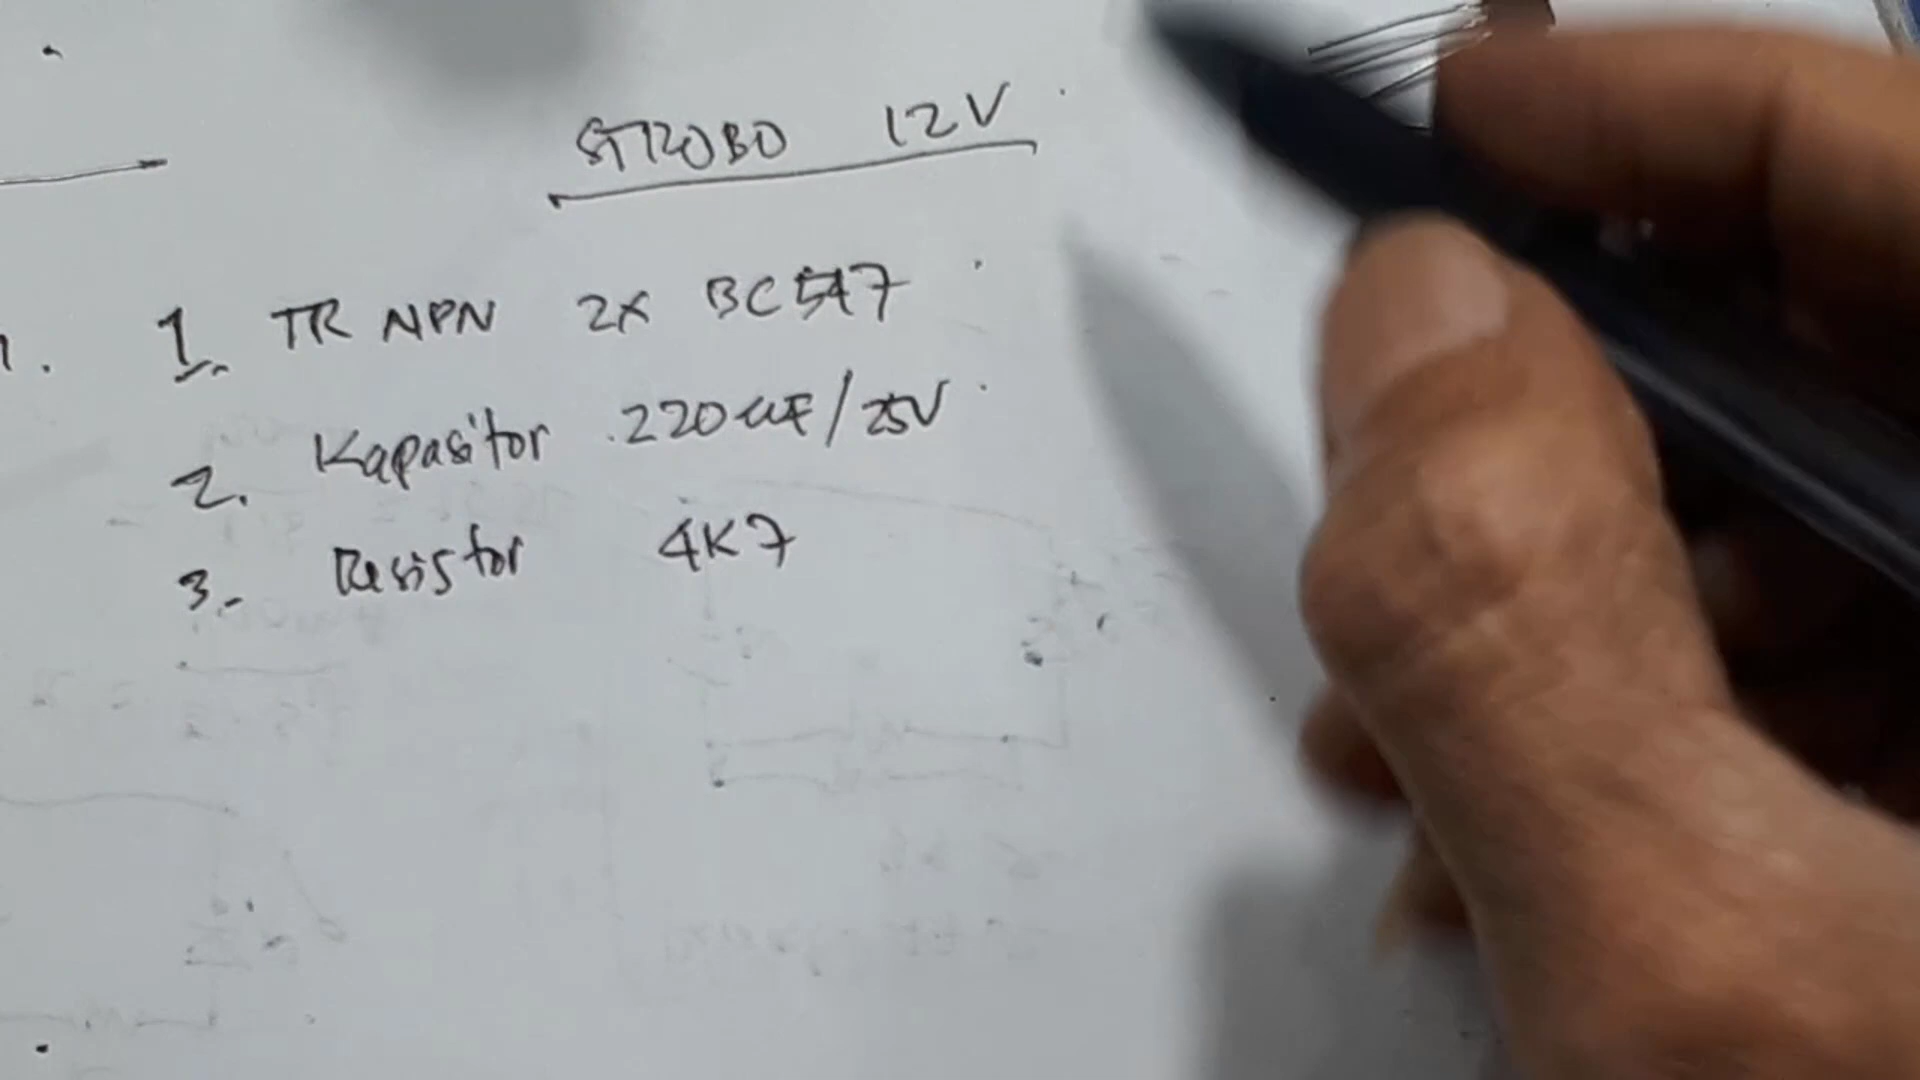 STROBO 12V
1. TR NPN 2X BC547
2. Kapasitor 220uF/25V
3. Resistor 4K7